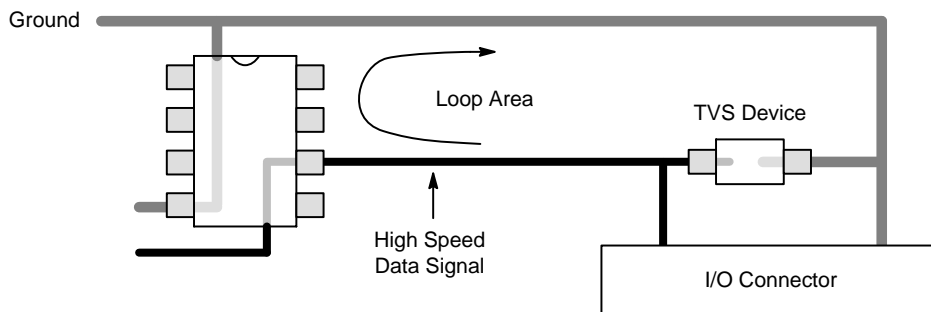 Ground
Loop Area
TVS Device
High Speed
Data Signal
I/O Connector